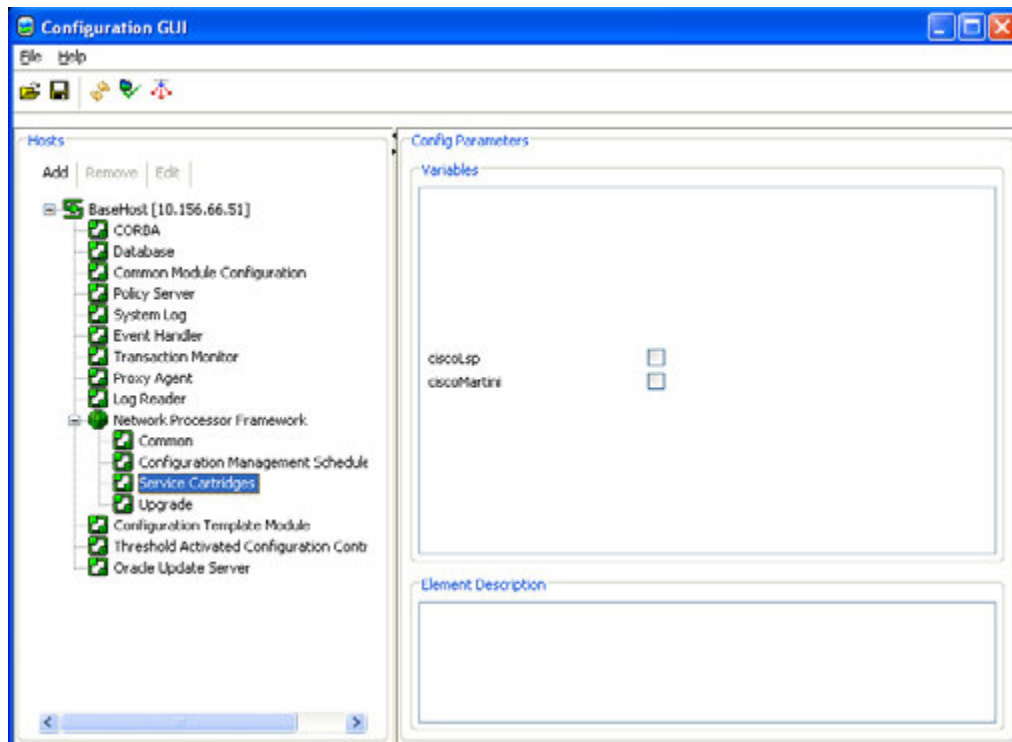 Configuration GUI
File Help
Hosts
Add Remove Edit
BaseHost [10.156.66.51]
CORBA
Database
Common Module Configuration
Policy Server
System Log
Event Handler
Transaction Monitor
Proxy Agent
Log Reader
Network Processor Framework
Common
Configuration Management Schedule
Service Cartridges
Upgrade
Configuration Template Module
Threshold Activated Configuration Contr
Oracle Update Server
Config Parameters
Variables
ciscoLsp
ciscoMartini
Element Description